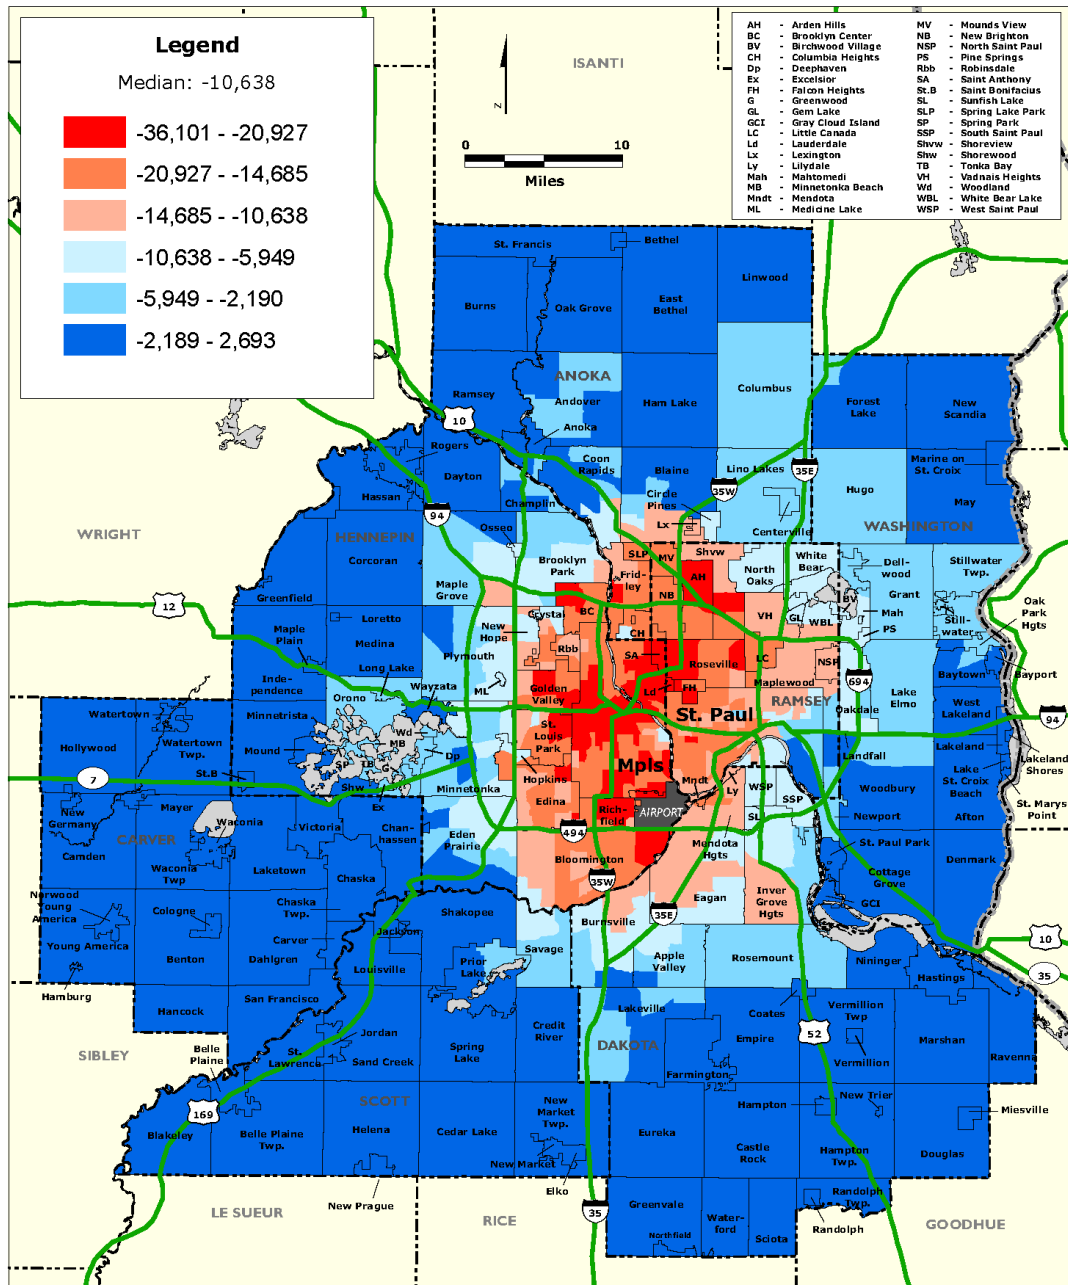 Legend
Median: -10,638
-36,101 - -20,927
-20,927 - -14,685
-14,685 - -10,638
-10,638 - -5,949
-5,949 - -2,190
-2,189 - 2,693
N
0 10
Miles
AH - Arden Hills
BC - Brooklyn Center
BV - Birchwood Village
CH - Columbia Heights
Dp - Deephaven
Ex - Excelsior
FH - Falcon Heights
G - Greenwood
GL - Gem Lake
GCI - Gray Cloud Island
LC - Little Canada
Ld - Lauderdale
Lx - Lexington
Ly - Lilydale
Mah - Mahtomedi
MB - Minnetonka Beach
Mndt - Mendota
ML - Medicine Lake
MV - Mounds View
NB - New Brighton
NSP - North Saint Paul
PS - Pine Springs
Rbb - Robinsdale
SA - Saint Anthony
St.B - Saint Bonifacius
SL - Sunfish Lake
SLP - Spring Lake Park
SP - Spring Park
SSP - South Saint Paul
Shvw - Shoreview
Shw - Shorewood
TB - Tonka Bay
VH - Vadnais Heights
Wd - Woodland
WBL - White Bear Lake
WSP - West Saint Paul
ISANTI
St. Francis
Bethel
Linwood
Burns
Oak Grove
East
Bethel
ANOKA
Columbus
Ramsey
Andover
Ham Lake
Forest
Lake
New
Scandia
10
Anoka
Rogers
Coon
Rapids
Blaine
Lino Lakes
35E
Marine on
St. Croix
Dayton
Hassan
Champlin
Circle
Pines
35W
Hugo
May
94
Osseo
Lx
Centerville
WASHINGTON
WRIGHT
HENNEPIN
Corcoran
Brooklyn
Park
SLP
MV
Shvw
North
Oaks
White
Bear
Dell-
wood
Stillwater
Twp.
Frid-
ley
AH
Maple
Grove
Greenfield
12
NB
BC
BV
Grant
Mah
Oak
Park
Hgts
Loretto
Crystal
New
Hope
CH
VH
GL
WBL
Still-
water
Maple
Plain
Medina
Rbb
SA
Roseville
LC
NSP
PS
Plymouth
Long Lake
Inde-
pendence
Wayzata
ML
Golden
Valley
Ld
FH
Maplewood
694
Baytown
Bayport
Orono
RAMSEY
Oakdale
Lake
Elmo
West
Lakeland
94
Watertown
Minnetrista
Wd
MB
St.
Louis
Park
St. Paul
Hollywood
Watertown
Twp.
Mound
SP
TB
G
Dp
Landfall
Lakeland
Lakeland
Shores
7
St.B
Shw
Ex
Minnetonka
Hopkins
Mpls
Mndt
Ly
WSP
SSP
Woodbury
Lake
St. Croix
Beach
New
Germany
Mayer
Waconia
Edina
Rich-
field
AIRPORT
St. Marys
Point
Victoria
Chan-
hassen
Eden
Prairie
494
Mendota
Hgts
SL
Newport
Afton
CARVER
Camden
Waconia
Twp
Laketown
Bloomington
St. Paul Park
Denmark
Chaska
35W
Cottage
Grove
Norwood
Young
America
Cologne
Chaska
Twp.
Shakopee
Burnsville
35E
Eagan
Inver
Grove
Hgts
GCI
Young America
Benton
Dahlgren
Carver
Jackson
Savage
Apple
Valley
Rosemount
10
Hamburg
Louisville
Prior
Lake
Nininger
Hastings
35
Hancock
San Francisco
Lakeville
Coates
Vermillion
Twp
Jordan
Credit
River
DAKOTA
Empire
52
Marshan
SIBLEY
Belle
Plaine
St.
Lawrence
Sand Creek
Spring
Lake
Farmington
Vermillion
Ravenna
169
SCOTT
New
Market
Twp.
Hampton
New Trier
Miesville
Blakeley
Belle Plaine
Twp.
Helena
Cedar Lake
Eureka
Castle
Rock
Hampton
Twp.
Douglas
New Market
Elko
New Prague
Randolph
Twp.
LE SUEUR
RICE
35
Greenvale
Water-
ford
Randolph
GOODHUE
Northfield
Sciota